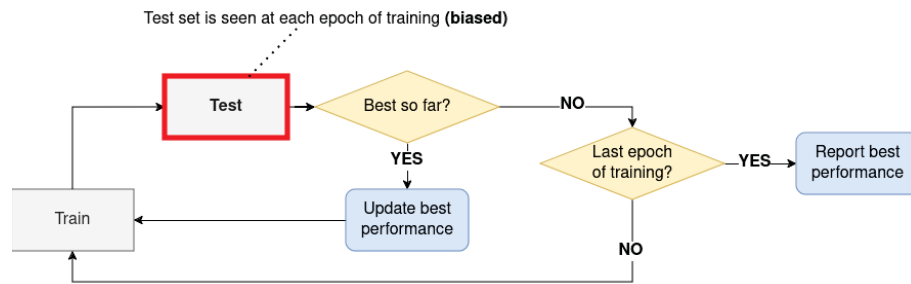 Test set is seen at each epoch of training (biased)
Test
Best so far?
NO
YES
Last epoch
of training?
YES
Report best
performance
Train
Update best
performance
NO